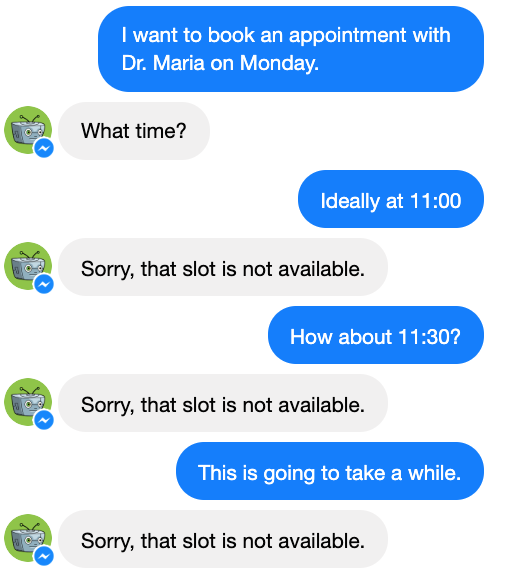 I want to book an appointment with
Dr. Maria on Monday.
What time?
Ideally at 11:00
Sorry, that slot is not available.
How about 11:30?
Sorry, that slot is not available.
This is going to take a while.
Sorry, that slot is not available.